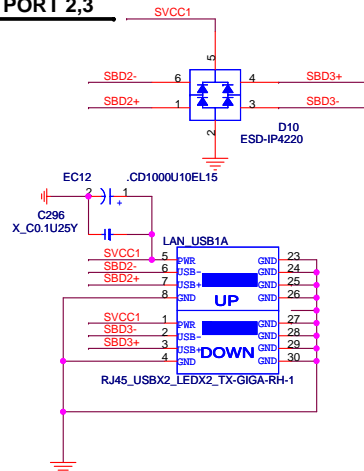 PORT 2,3
SVCC1
5
SBD2- 6 4 SBD3+
SBD2+ 1 3 SBD3-
2
D10
ESD-IP4220
EC12 .CD1000U10EL15
2 1
+
C296
X_C0.1U25Y
LAN_USB1A
SVCC1 5 PWR GND 23
SBD2- 6 USB- GND 24
SBD2+ 7 USB+ GND 25
8 GND UP GND 26
SVCC1 1 PWR GND 27
SBD3- 2 USB- GND 28
SBD3+ 3 USB+ DOWN GND 29
4 GND GND 30
RJ45_USBX2_LEDX2_TX-GIGA-RH-1